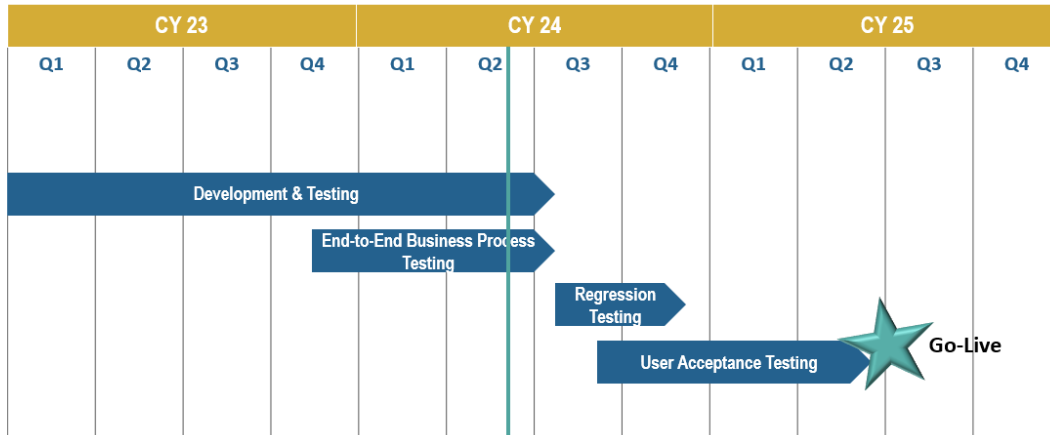 CY 23 CY 24 CY 25
Q1 Q2 Q3 Q4 Q1 Q2 Q3 Q4 Q1 Q2 Q3 Q4
Development & Testing
End-to-End Business Process
Testing
Regression
Testing
User Acceptance Testing
Go-Live